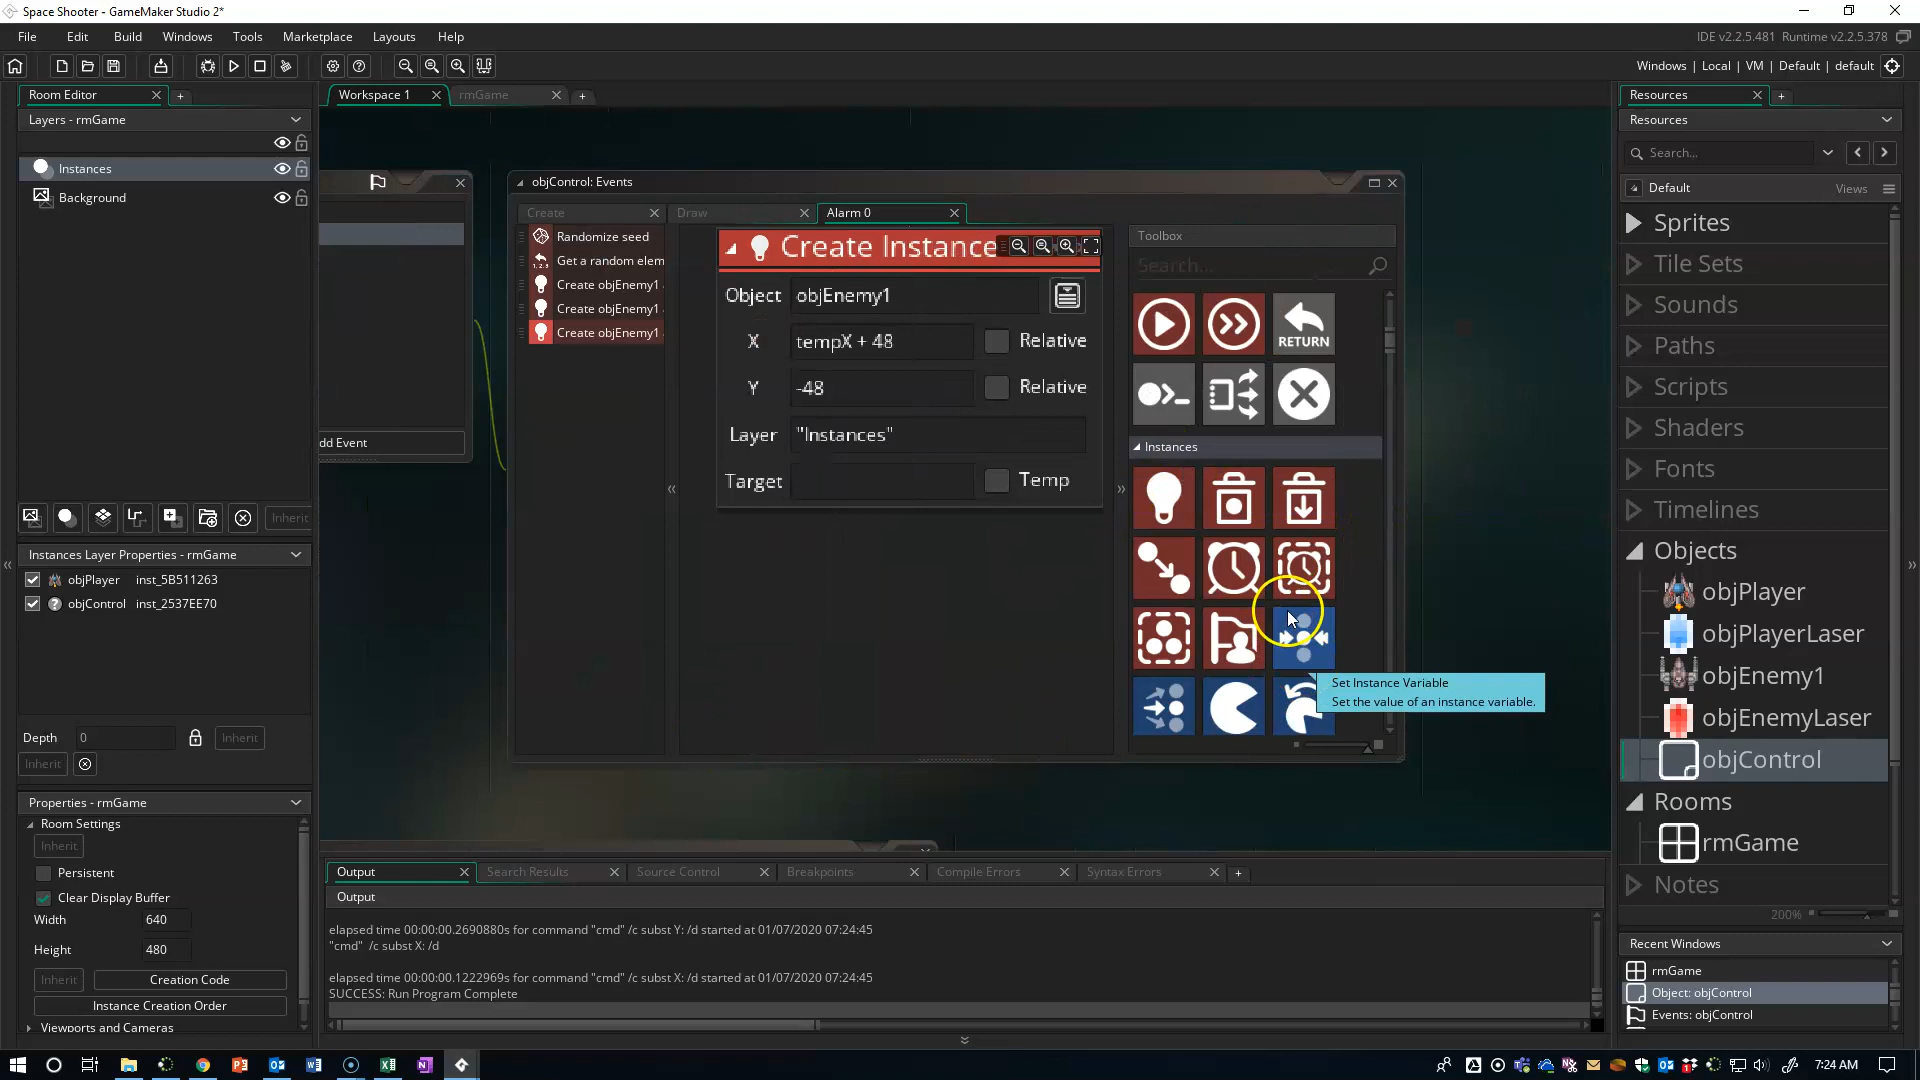 Space Shooter - GameMaker Studio 2*
File Edit Build Windows Tools Marketplace Layouts Help
IDE v2.2.5.481 Runtime v2.2.5.378
Windows | Local | VM | Default | default
Room Editor
Layers - rmGame
Instances
Background
Inherit
Instances Layer Properties - rmGame
objPlayer inst_5B511263
objControl inst_2537EE70
Depth 0 Inherit
Inherit
Properties - rmGame
Room Settings
Inherit
Persistent
Clear Display Buffer
Width 640
Height 480
Inherit Creation Code
Instance Creation Order
Viewports and Cameras
Workspace 1 rmGame
dd Event
objControl: Events
Create Draw Alarm 0
Randomize seed
Get a random elem
Create objEnemy1
Create objEnemy1
Create objEnemy1
Create Instance
Object objEnemy1
X tempX + 48 Relative
Y -48 Relative
Layer "Instances"
Target Temp
Toolbox
Search...
RETURN
Instances
Set Instance Variable
Set the value of an instance variable.
Output Search Results Source Control Breakpoints Compile Errors Syntax Errors
Output
elapsed time 00:00:00.2690880s for command "cmd" /c subst Y: /d started at 01/07/2020 07:24:45
"cmd" /c subst X: /d
elapsed time 00:00:00.1222969s for command "cmd" /c subst X: /d started at 01/07/2020 07:24:45
SUCCESS: Run Program Complete
Resources
Resources
Search...
Default Views
Sprites
Tile Sets
Sounds
Paths
Scripts
Shaders
Fonts
Timelines
Objects
objPlayer
objPlayerLaser
objEnemy1
objEnemyLaser
objControl
Rooms
rmGame
Notes
200%
Recent Windows
rmGame
Object: objControl
Events: objControl
7:24 AM